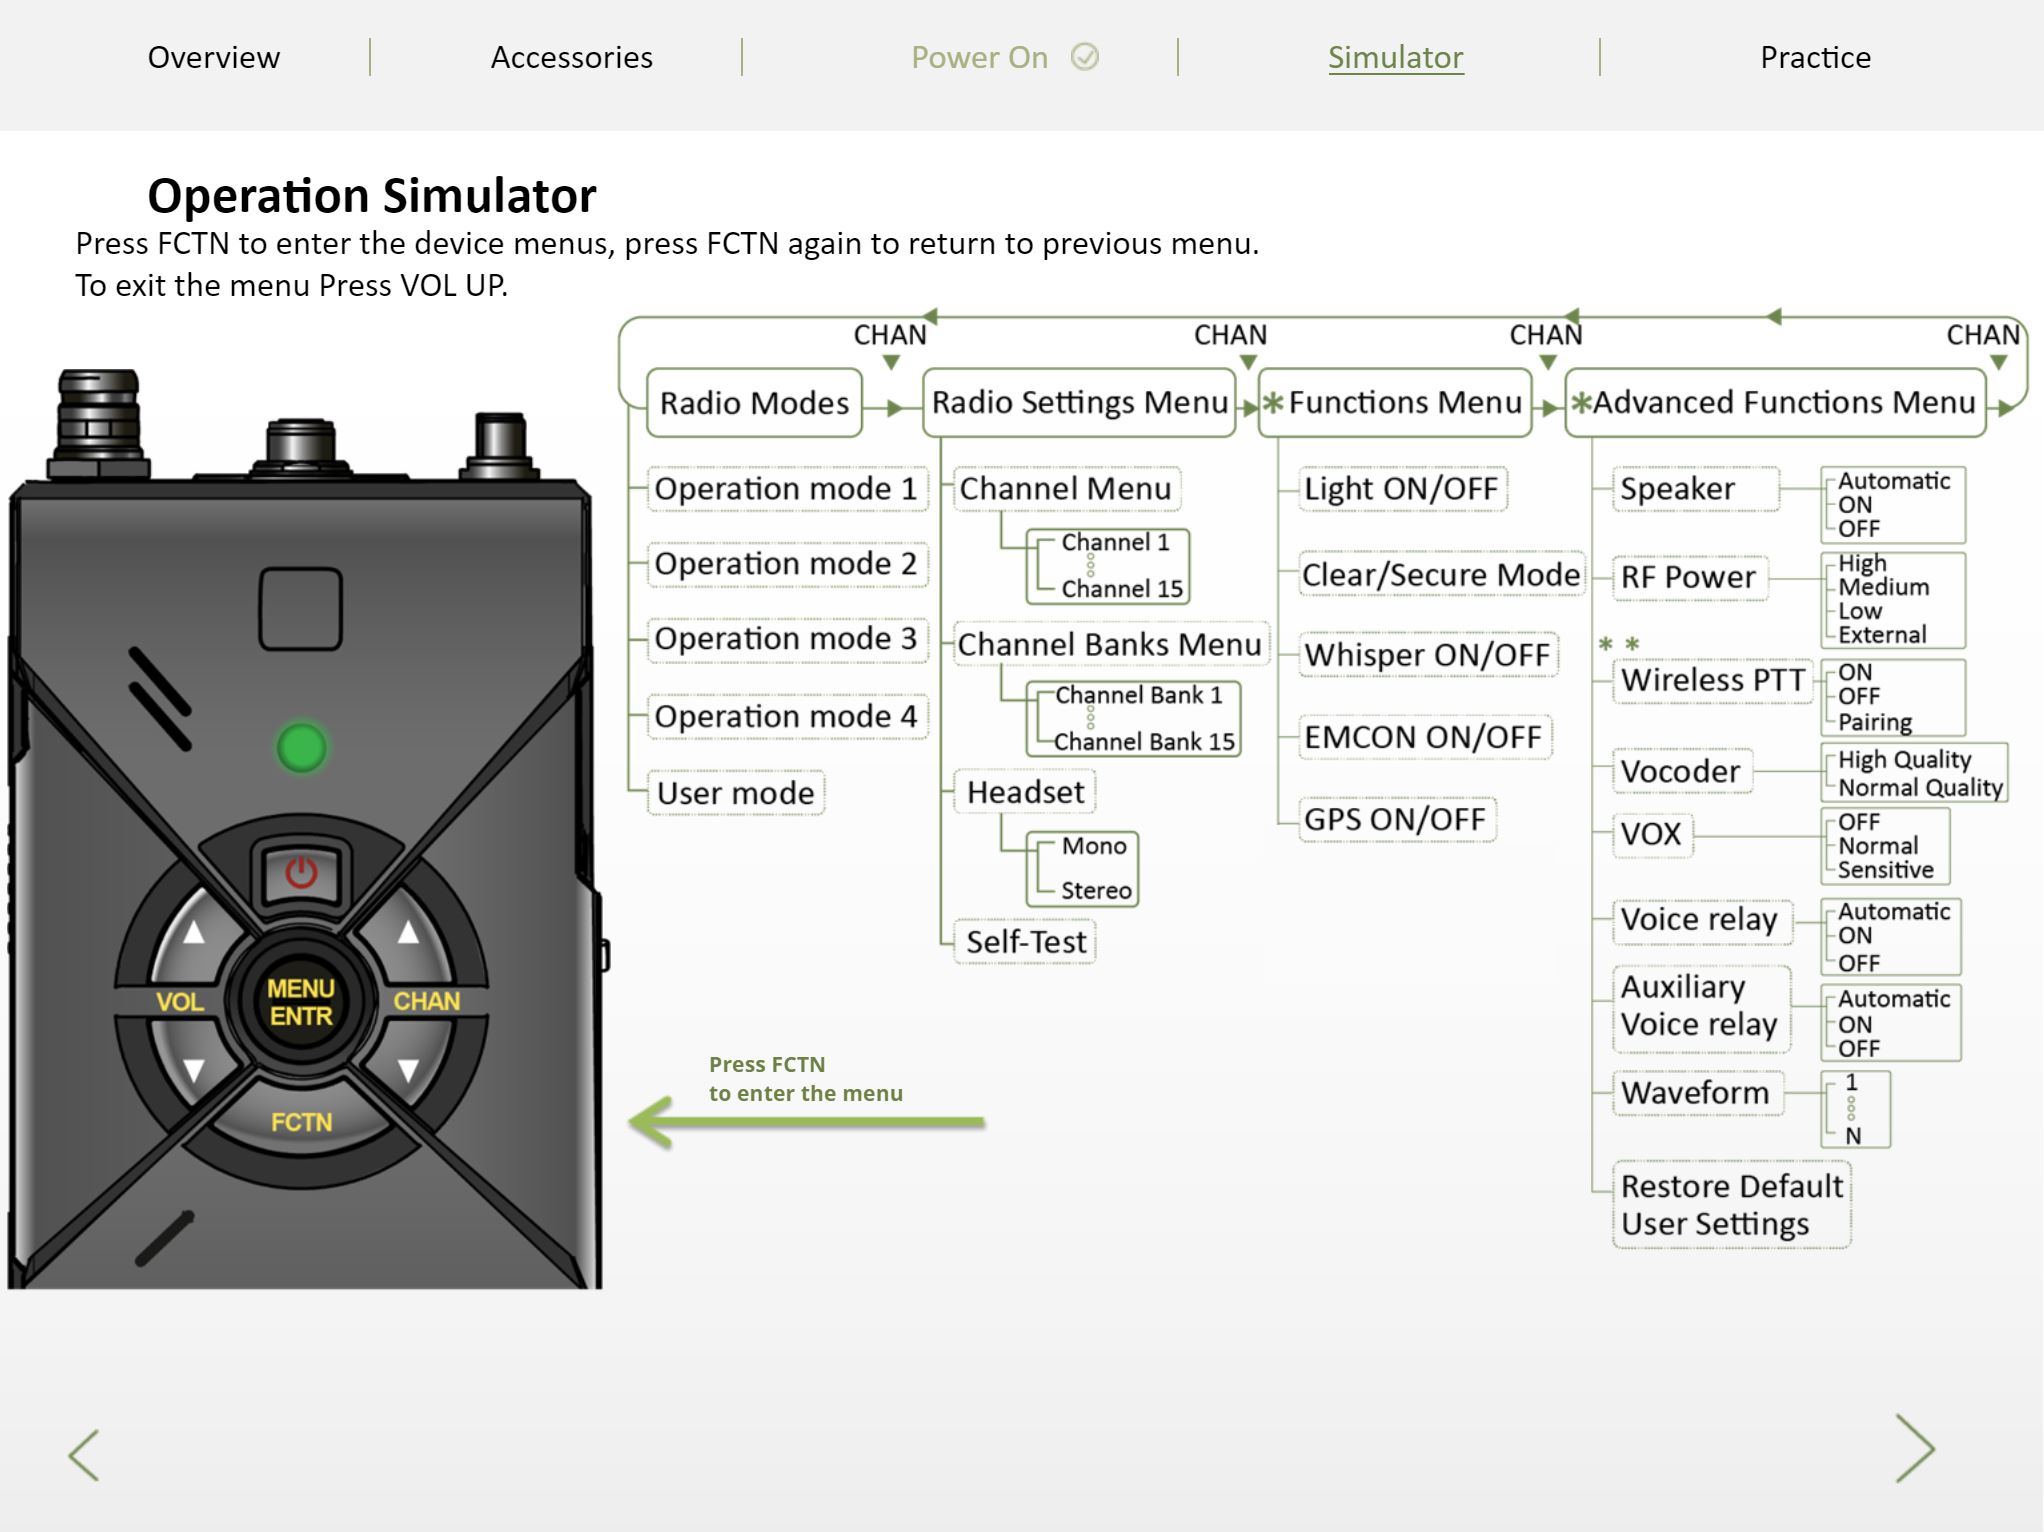 Overview
Accessories
Power On
Simulator
Practice
Operation Simulator
Press FCTN to enter the device menus, press FCTN again to return to previous menu.
To exit the menu Press VOL UP.
CHAN
CHAN
CHAN
CHAN
Radio Modes
Operation mode 1
Operation mode 2
Operation mode 3
Operation mode 4
User mode
Radio Settings Menu
Channel Menu
Channel 1
Channel 15
Channel Banks Menu
Channel Bank 1
Channel Bank 15
Headset
Mono
Stereo
Self-Test
*Functions Menu
Light ON/OFF
Clear/Secure Mode
Whisper ON/OFF
EMCON ON/OFF
GPS ON/OFF
*Advanced Functions Menu
Speaker
Automatic
ON
OFF
RF Power
High
Medium
Low
External
* *
Wireless PTT
ON
OFF
Pairing
Vocoder
High Quality
Normal Quality
VOX
OFF
Normal
Sensitive
Voice relay
Automatic
ON
OFF
Auxiliary
Voice relay
Automatic
ON
OFF
Waveform
1
N
Restore Default
User Settings
VOL
MENU
ENTR
CHAN
FCTN
Press FCTN
to enter the menu